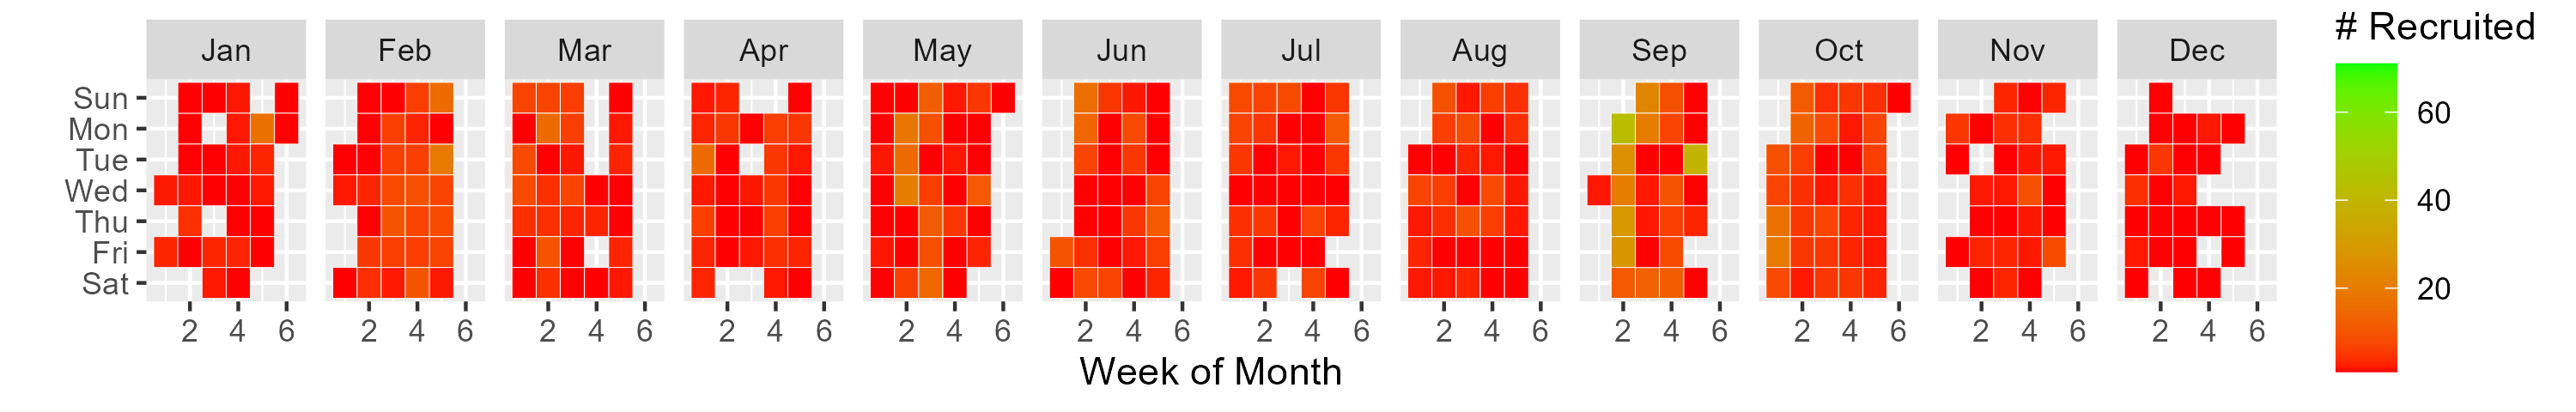 # Recruited
Jan Feb Mar Apr May Jun Jul Aug Sep Oct Nov Dec
Sun
Mon
Tue
Wed
Thu
Fri
Sat
60
40
20
2 4 6 2 4 6 2 4 6 2 4 6 2 4 6 2 4 6 2 4 6 2 4 6 2 4 6 2 4 6 2 4 6 2 4 6
Week of Month